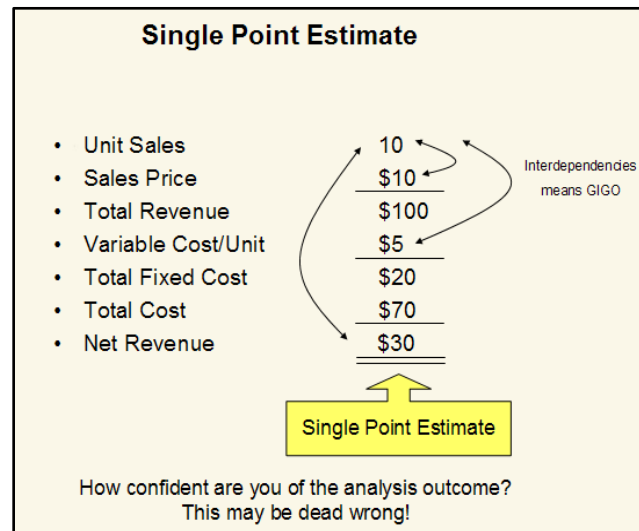 Single Point Estimate
• Unit Sales 10
• Sales Price $10
• Total Revenue $100
• Variable Cost/Unit $5
• Total Fixed Cost $20
• Total Cost $70
• Net Revenue $30
Interdependencies
means GIGO
Single Point Estimate
How confident are you of the analysis outcome?
This may be dead wrong!